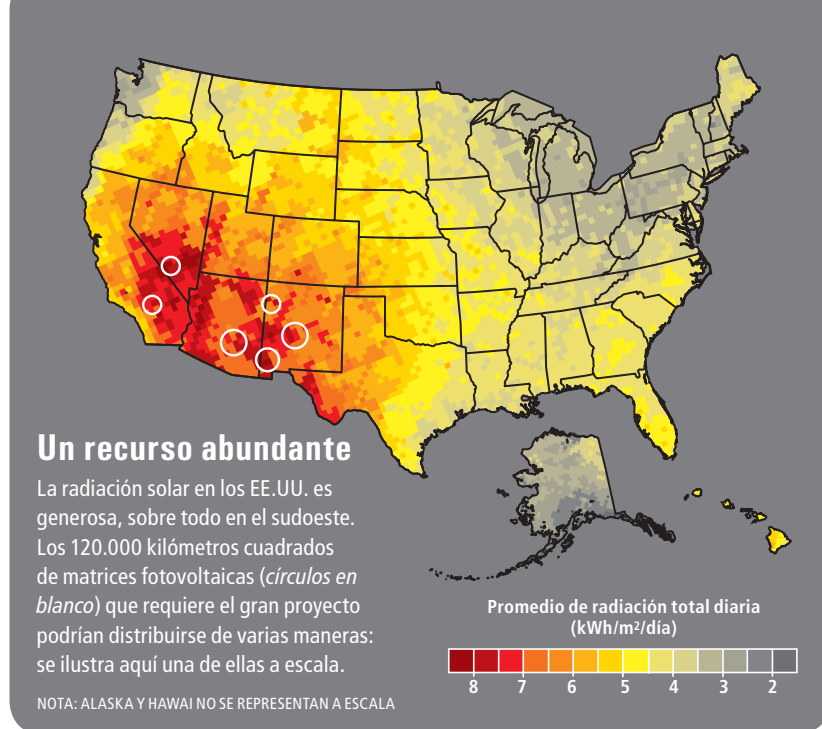 Un recurso abundante
La radiación solar en los EE.UU. es
generosa, sobre todo en el sudoeste.
Los 120.000 kilómetros cuadrados
de matrices fotovoltaicas (círculos en
blanco) que requiere el gran proyecto
podrían distribuirse de varias maneras:
se ilustra aquí una de ellas a escala.
NOTA: ALASKA Y HAWAI NO SE REPRESENTAN A ESCALA
Promedio de radiación total diaria
(kWh/m²/día)
8 7 6 5 4 3 2